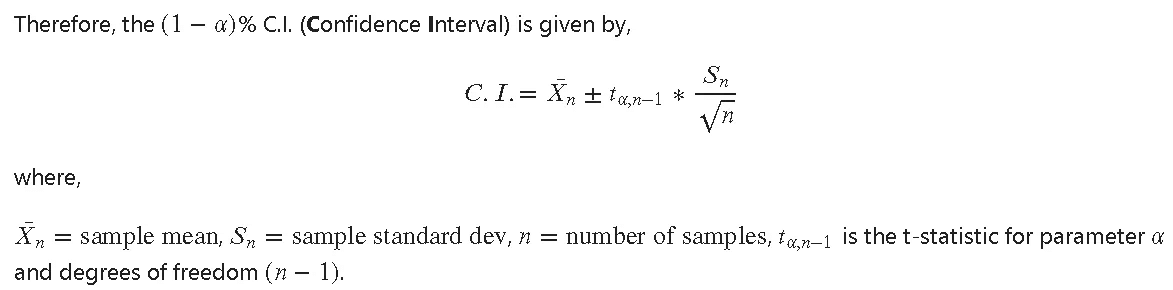 Therefore, the (1 − α)% C.I. (Confidence Interval) is given by,
C. I. = X̄ₙ ± t_{α,n−1} * Sₙ / √n
where,
X̄ₙ = sample mean, Sₙ = sample standard dev, n = number of samples, t_{α,n−1} is the t-statistic for parameter α
and degrees of freedom (n − 1).